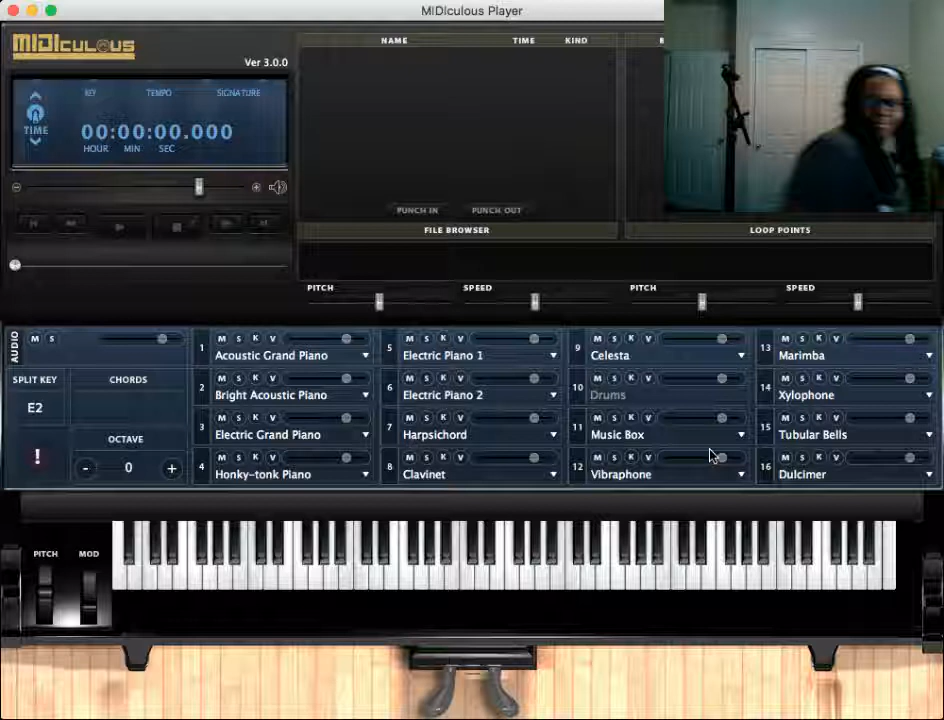 MIDIculous Player
MIDIculous
Ver 3.0.0
KEY TEMPO SIGNATURE
TIME
00:00:00.000
HOUR MIN SEC
NAME TIME KIND
PUNCH IN PUNCH OUT
FILE BROWSER LOOP POINTS
PITCH SPEED PITCH SPEED
AUDIO M S
SPLIT KEY CHORDS
E2
OCTAVE
! - 0 +
1 M S K V
Acoustic Grand Piano
2 M S K V
Bright Acoustic Piano
3 M S K V
Electric Grand Piano
4 M S K V
Honky-tonk Piano
5 M S K V
Electric Piano 1
6 M S K V
Electric Piano 2
7 M S K V
Harpsichord
8 M S K V
Clavinet
9 M S K V
Celesta
10 M S K V
Drums
11 M S K V
Music Box
12 M S K V
Vibraphone
13 M S K V
Marimba
14 M S K V
Xylophone
15 M S K V
Tubular Bells
16 M S K V
Dulcimer
PITCH MOD